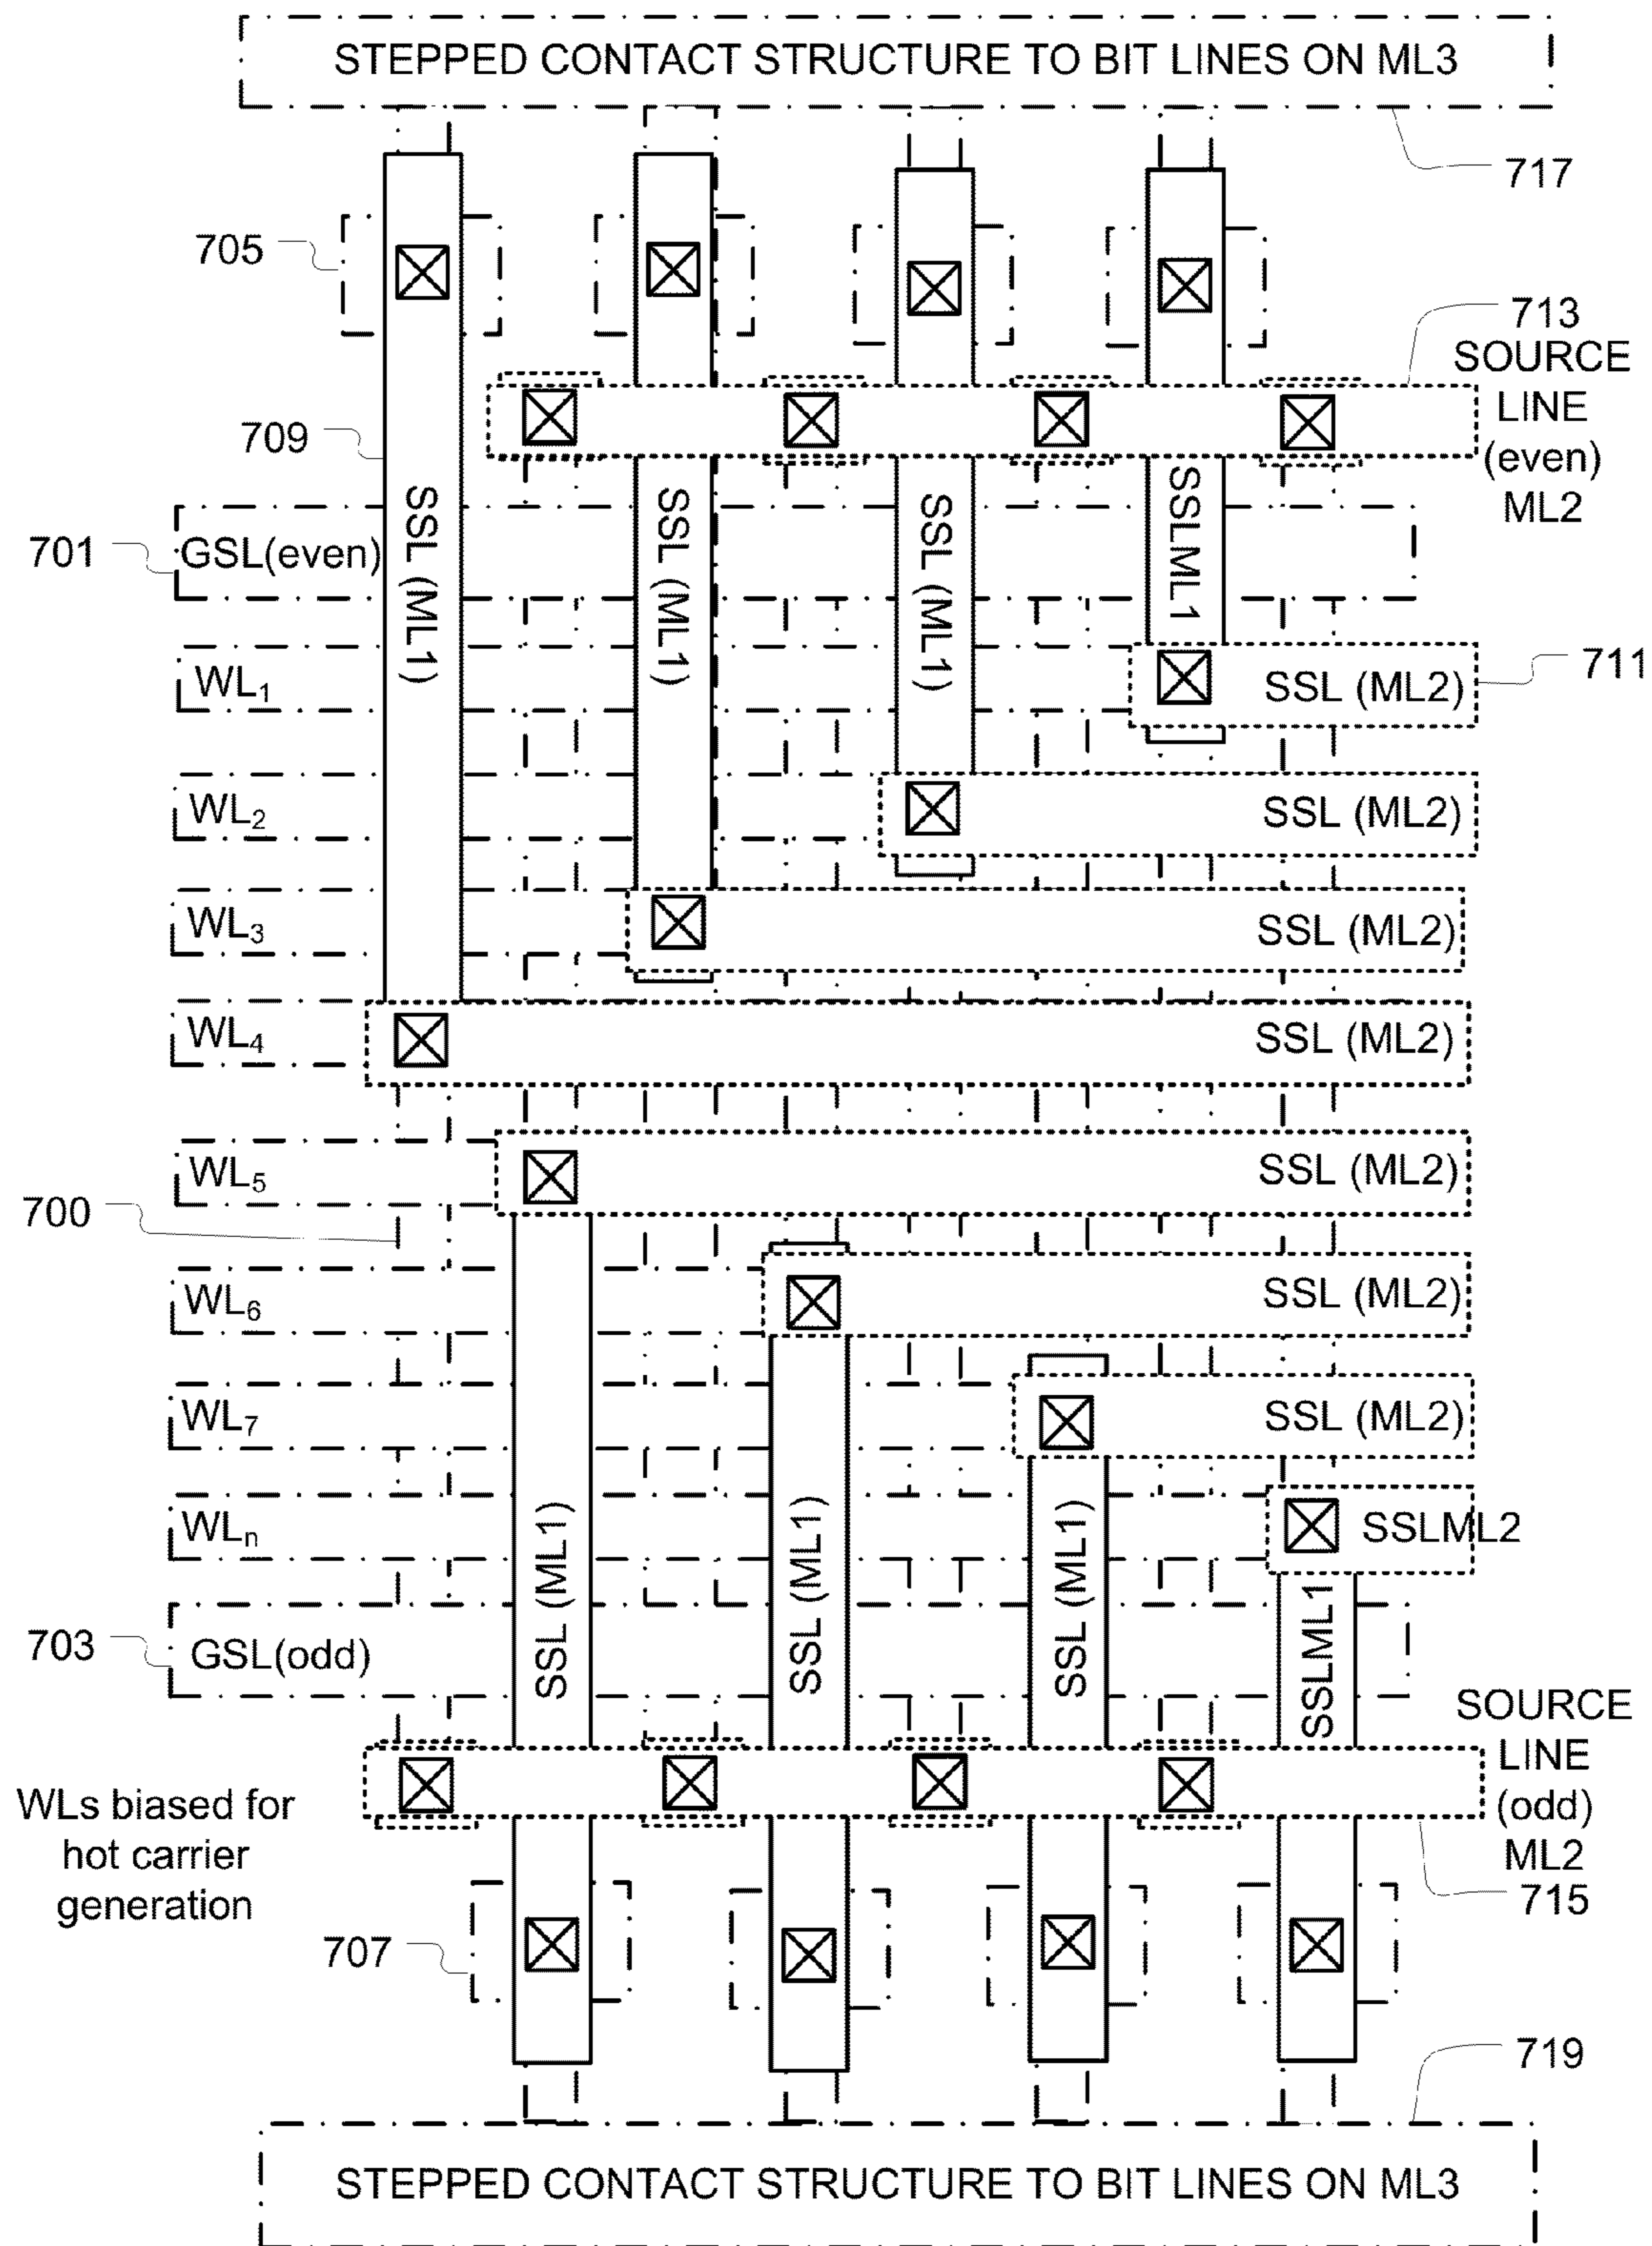 STEPPED CONTACT STRUCTURE TO BIT LINES ON ML3
717
705
713
SOURCE
LINE
(even)
ML2
709
SSL (ML1)
SSL (ML1)
SSL (ML1)
SSLML1
701
GSL(even)
WL1
SSL (ML2)
711
WL2
SSL (ML2)
WL3
SSL (ML2)
WL4
SSL (ML2)
WL5
SSL (ML2)
700
WL6
SSL (ML2)
WL7
SSL (ML2)
WLn
SSLML2
SSL (ML1)
SSL (ML1)
SSL (ML1)
SSLML1
703
GSL(odd)
SOURCE
LINE
(odd)
ML2
715
WLs biased for
hot carrier
generation
707
719
STEPPED CONTACT STRUCTURE TO BIT LINES ON ML3